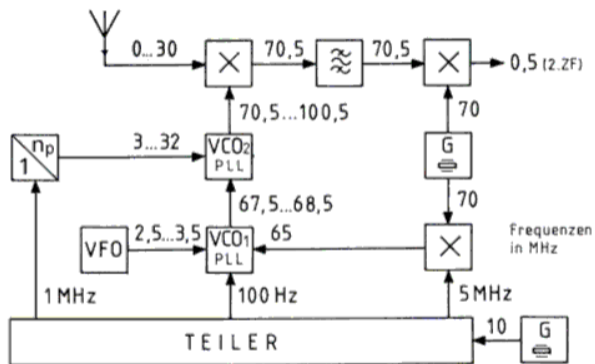 0...30
70,5
70,5
0,5 (2.ZF)
70,5...100,5
70
np
1
3...32
VCO2
PLL
G
67,5...68,5
70
VFO
2,5...3,5
VCO1
PLL
65
Frequenzen
in MHz
1 MHz
100 Hz
5 MHz
TEILER
10
G